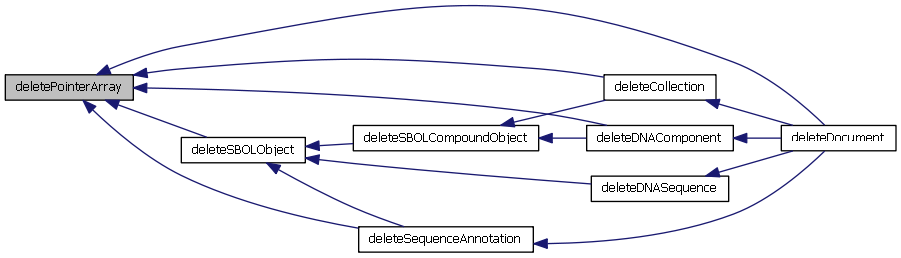 deletePointerArray
deleteCollection
deleteSBOLCompoundObject
deleteDNAComponent
deleteDocument
deleteSBOLObject
deleteDNASequence
deleteSequenceAnnotation